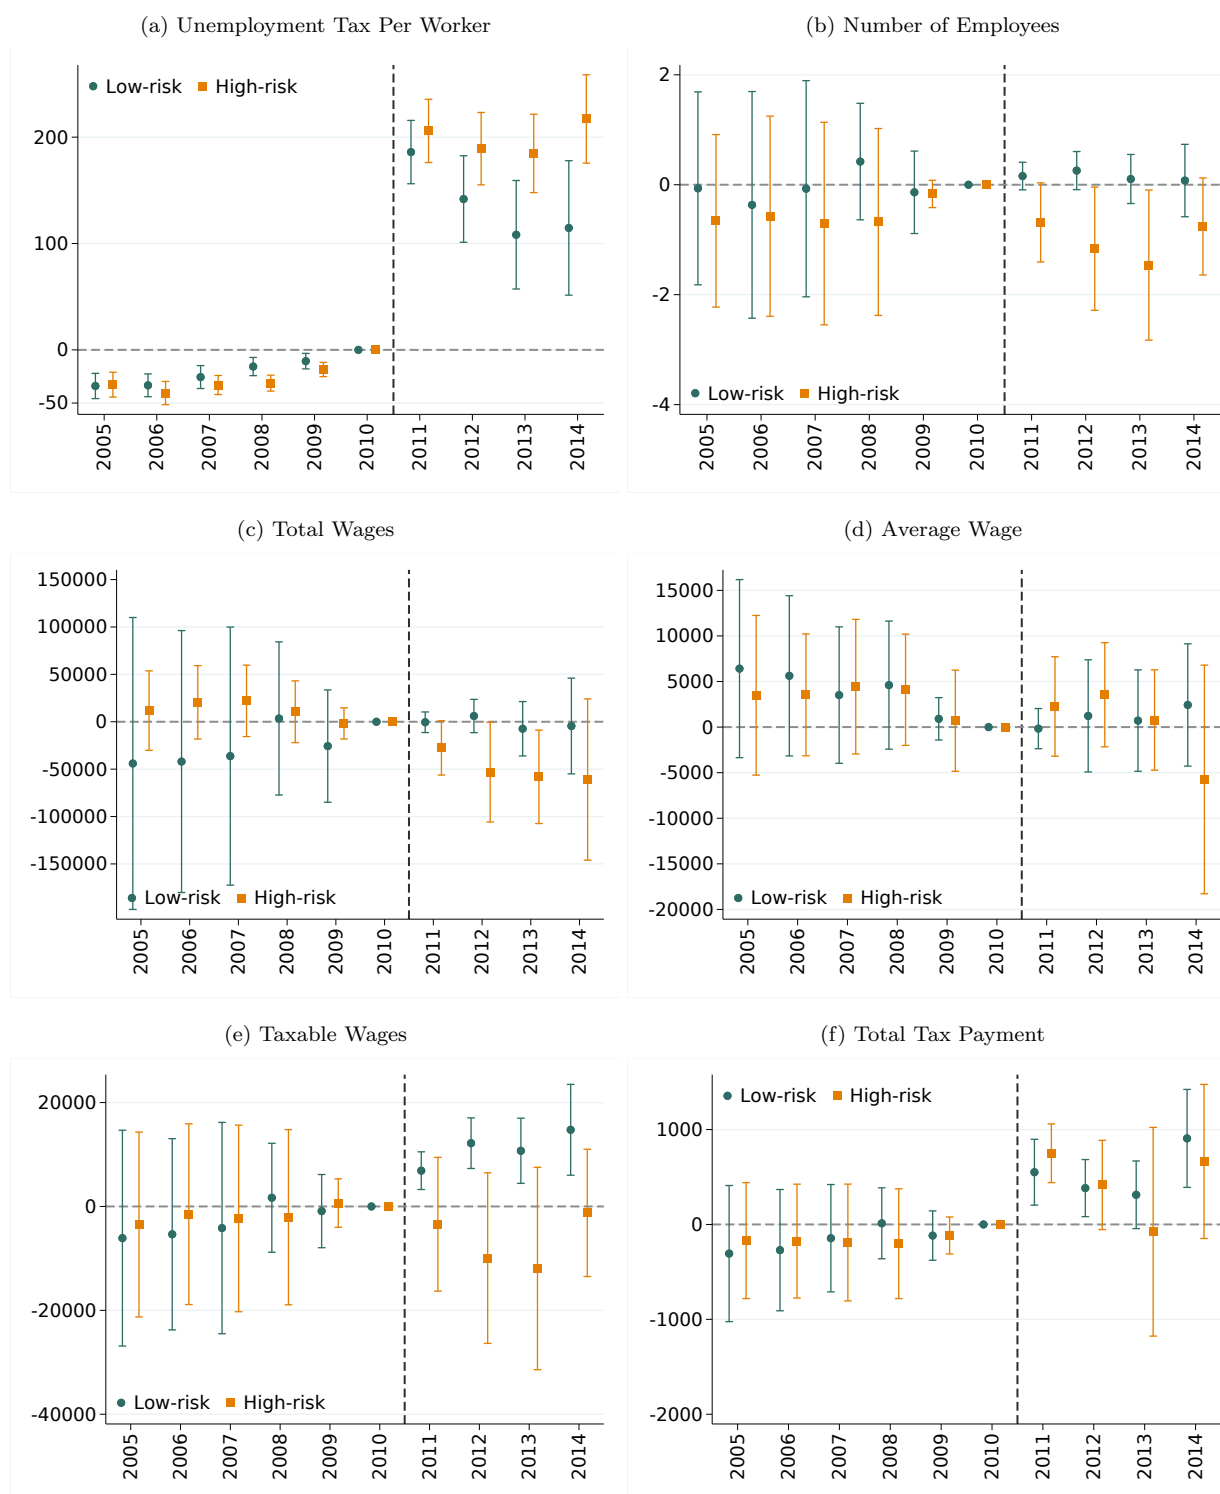 (a) Unemployment Tax Per Worker
Low-risk High-risk
200
100
0
-50
2005 2006 2007 2008 2009 2010 2011 2012 2013 2014
(b) Number of Employees
2
0
-2
-4
Low-risk High-risk
2005 2006 2007 2008 2009 2010 2011 2012 2013 2014
(c) Total Wages
150000
100000
50000
0
-50000
-100000
-150000
Low-risk High-risk
2005 2006 2007 2008 2009 2010 2011 2012 2013 2014
(d) Average Wage
15000
10000
5000
0
-5000
-10000
-15000
-20000
Low-risk High-risk
2005 2006 2007 2008 2009 2010 2011 2012 2013 2014
(e) Taxable Wages
20000
0
-20000
-40000
Low-risk High-risk
2005 2006 2007 2008 2009 2010 2011 2012 2013 2014
(f) Total Tax Payment
Low-risk High-risk
1000
0
-1000
-2000
2005 2006 2007 2008 2009 2010 2011 2012 2013 2014